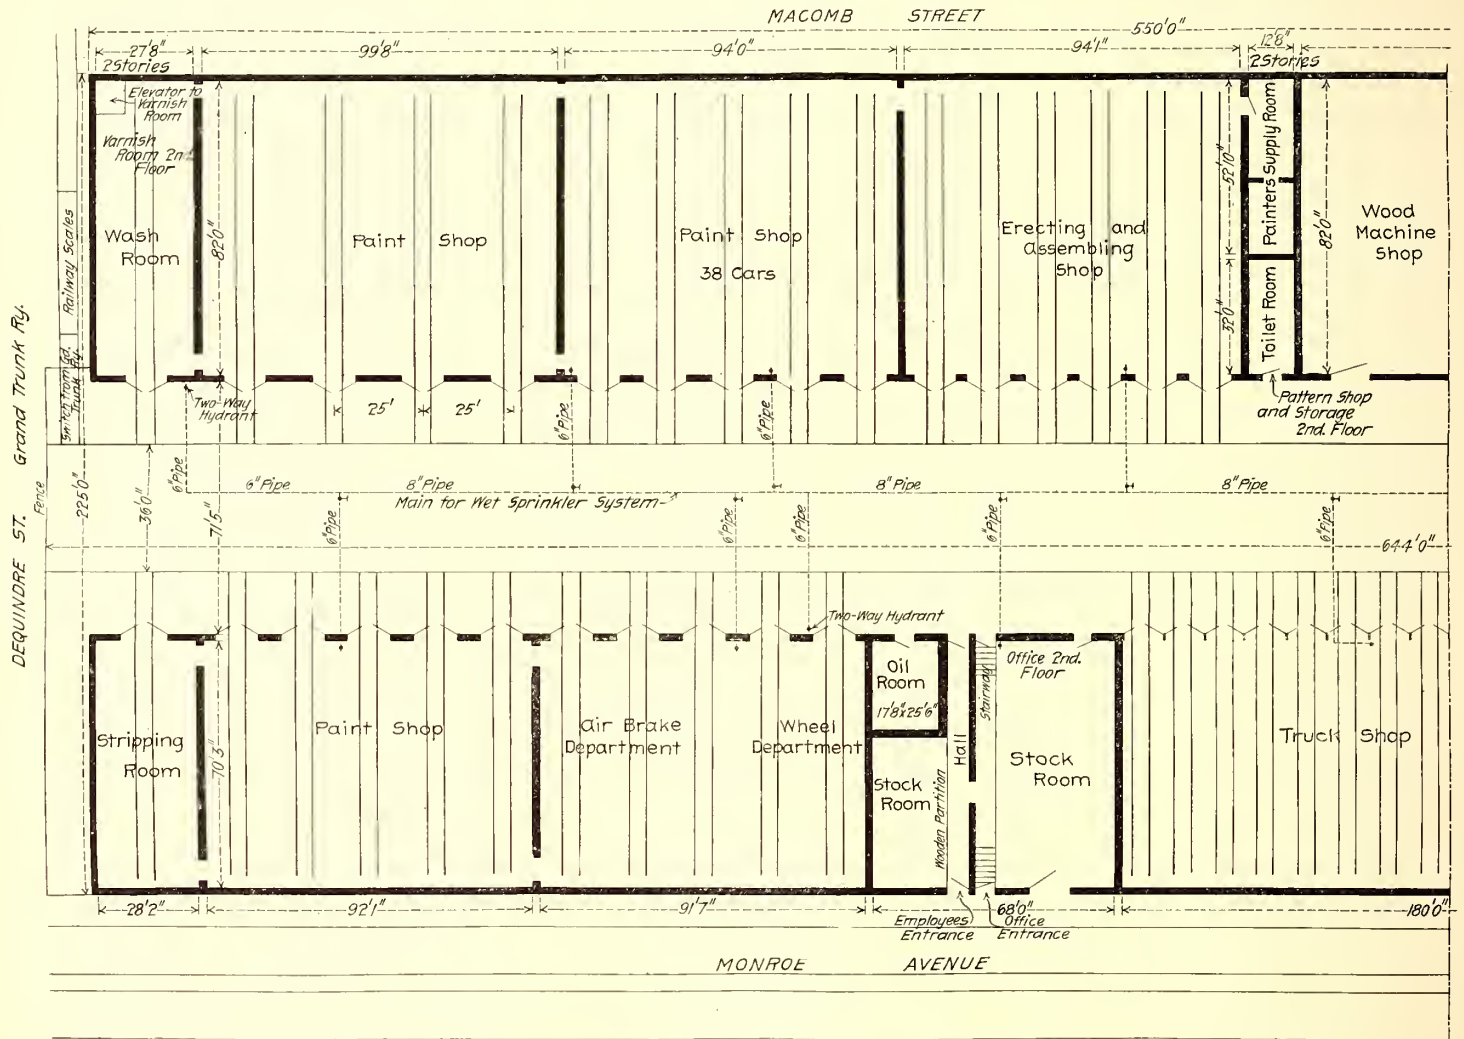 MACOMB STREET
550'0"
27'8"
99'8"
94'0"
94'1"
12'8"
2 Stories
2 Stories
Elevator to
Varnish
Room
Varnish
Room 2nd
Floor
Wash
Room
82'0"
Paint Shop
Paint Shop
38 Cars
Erecting and
Assembling
Shop
52'0"
32'0"
Painters Supply Room
Toilet Room
82'0"
Wood
Machine
Shop
Railway Scales
Switch from Gd.
Trunk Ry.
Grand Trunk Ry.
DEQUINDRE ST.
Fence
225'0"
36'0"
71'5"
Two-Way
Hydrant
25'
25'
6" Pipe
6" Pipe
6" Pipe
Pattern Shop
and Storage
2nd. Floor
6" Pipe
8" Pipe
8" Pipe
8" Pipe
Main for Wet Sprinkler System
6" Pipe
6" Pipe
6" Pipe
6" Pipe
6" Pipe
644'0"
Two-Way Hydrant
Stripping
Room
70'3"
Paint Shop
Air Brake
Department
Wheel
Department
Oil
Room
17'8"x25'6"
Stock
Room
Wooden Partition
Hall
Stairway
Office 2nd.
Floor
Stock
Room
Truck Shop
28'2"
92'1"
91'7"
68'0"
180'0"
Employees
Entrance
Office
Entrance
MONROE AVENUE